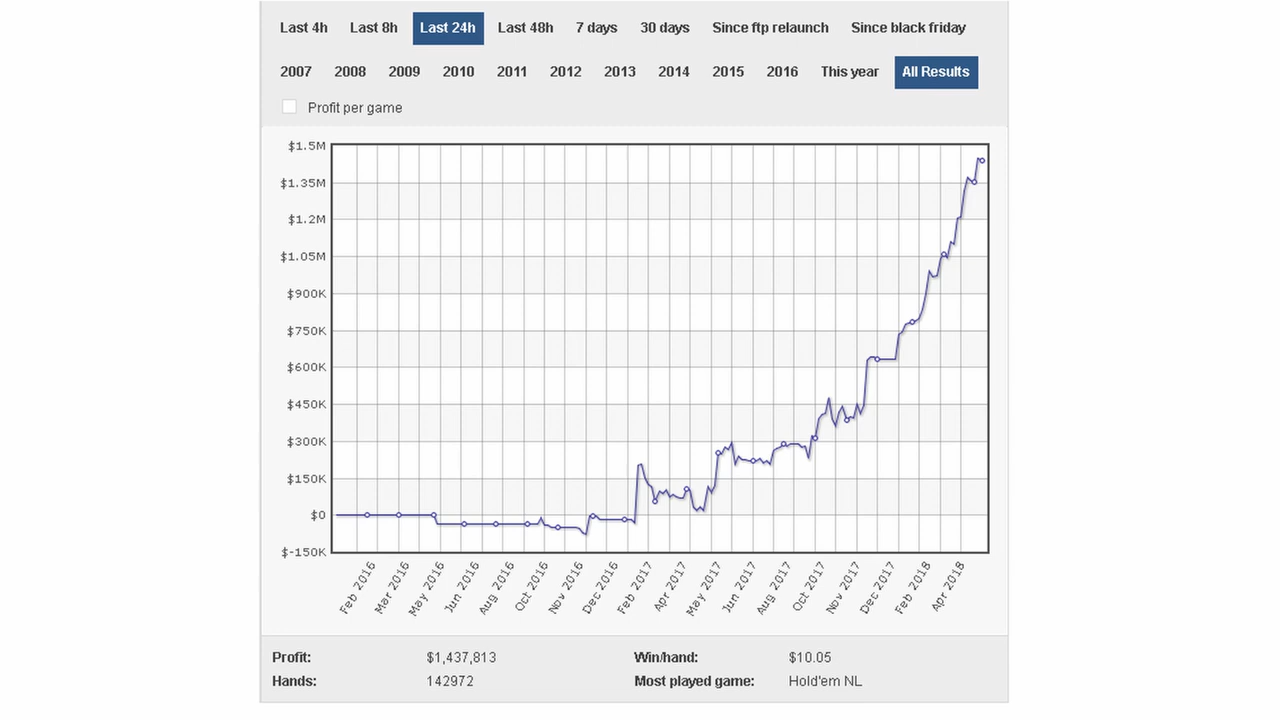 Last 4h Last 8h Last 24h Last 48h 7 days 30 days Since ftp relaunch Since black friday
2007 2008 2009 2010 2011 2012 2013 2014 2015 2016 This year All Results
Profit per game
$1.5M
$1.35M
$1.2M
$1.05M
$900K
$750K
$600K
$450K
$300K
$150K
$0
$-150K
Feb 2016 Mar 2016 May 2016 Jun 2016 Aug 2016 Oct 2016 Nov 2016 Dec 2016 Feb 2017 Apr 2017 May 2017 Jun 2017 Aug 2017 Oct 2017 Nov 2017 Dec 2017 Feb 2018 Apr 2018
Profit: $1,437,813 Win/hand: $10.05
Hands: 142972 Most played game: Hold'em NL